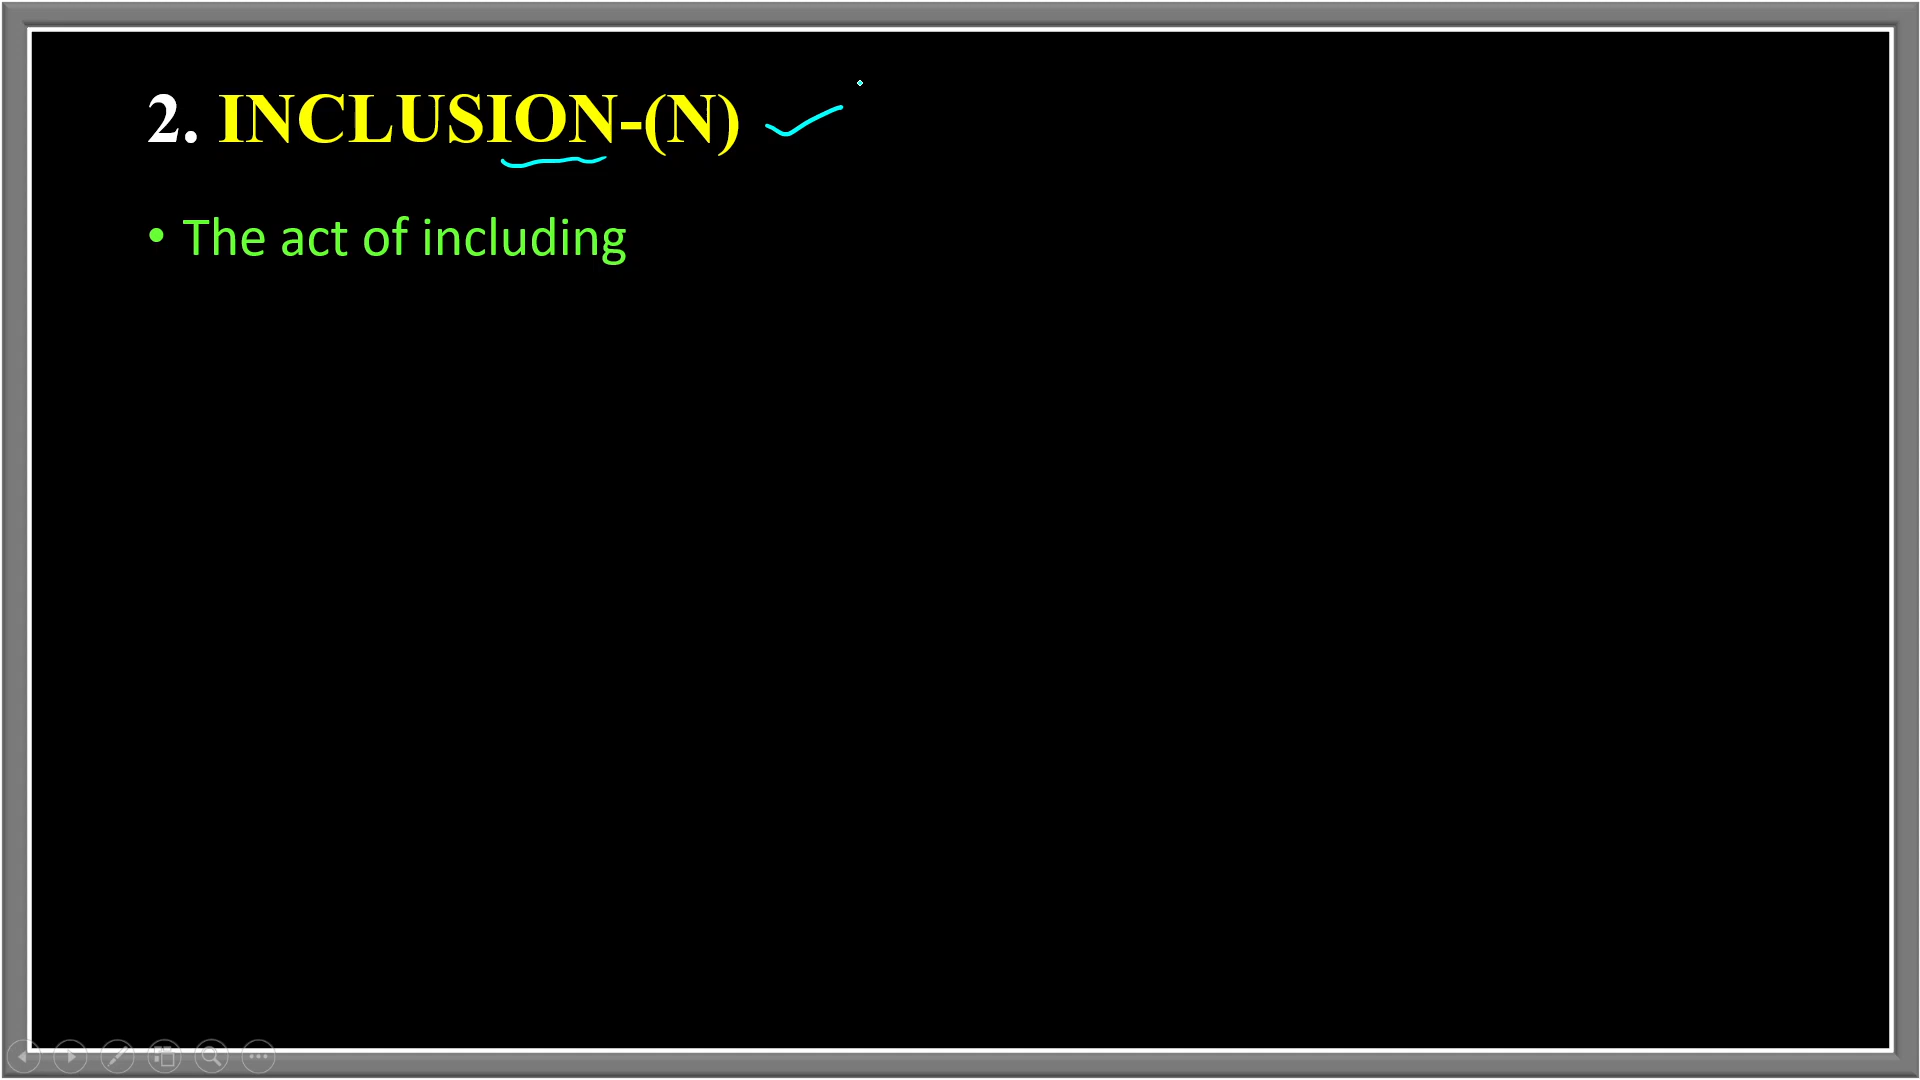 2. INCLUSION-(N)
• The act of including